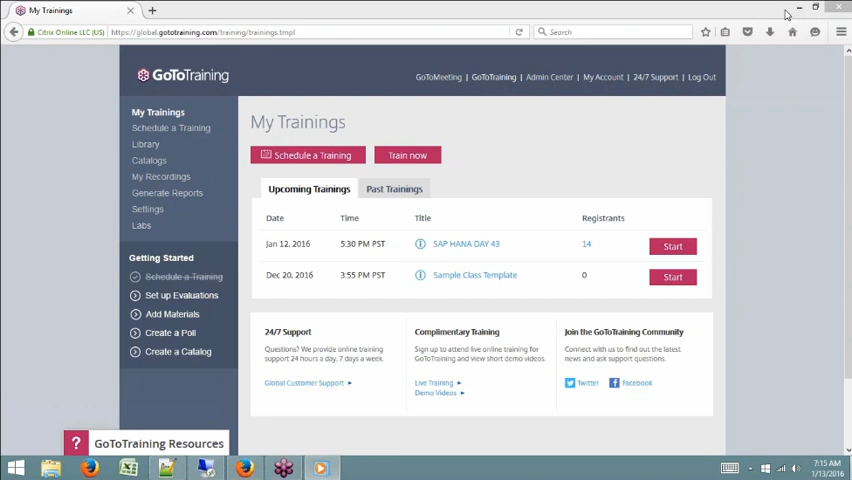 My Trainings
Citrix Online LLC (US)
https://global.gototraining.com/training/trainings.tmpl
Search
GoToTraining
GoToMeeting | GoToTraining | Admin Center | My Account | 24/7 Support | Log Out
My Trainings
Schedule a Training
Library
Catalogs
My Recordings
Generate Reports
Settings
Labs
Getting Started
Schedule a Training
Set up Evaluations
Add Materials
Create a Poll
Create a Catalog
My Trainings
Schedule a Training
Train now
Upcoming Trainings
Past Trainings
Date Time Title Registrants
Jan 12, 2016 5:30 PM PST SAP HANA DAY 43 14 Start
Dec 20, 2016 3:55 PM PST Sample Class Template 0 Start
24/7 Support
Questions? We provide online training
support 24 hours a day, 7 days a week.
Global Customer Support
Complimentary Training
Sign up to attend live online training for
GoToTraining and view short demo videos.
Live Training
Demo Videos
Join the GoToTraining Community
Connect with us to find out the latest
news and ask support questions.
Twitter
Facebook
? GoToTraining Resources
7:15 AM
1/13/2016